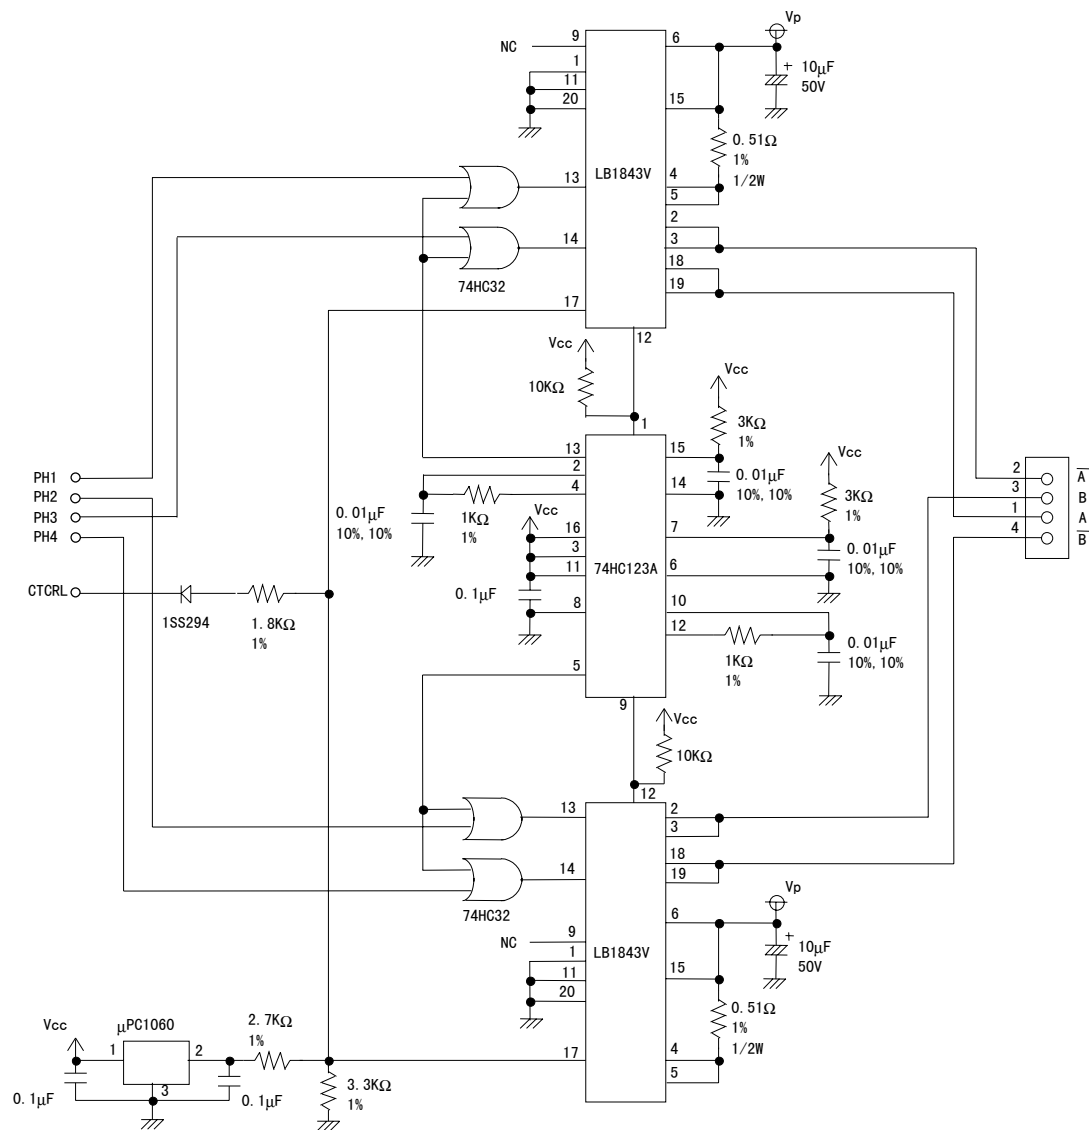 Vp
NC
9
6
1
11
20
+ 10μF
50V
15
0.51Ω
1%
1/2W
LB1843V
13
4
5
2
14
3
18
74HC32
19
17
12
Vcc
10KΩ
Vcc
1
3KΩ
1%
13
15
Vcc
2
0.01μF
10%, 10%
4
14
3KΩ
1%
0.01μF
10%, 10%
1KΩ
1%
Vcc
16
7
3
74HC123A
0.01μF
10%, 10%
11
6
0.1μF
8
10
12
1KΩ
1%
0.01μF
10%, 10%
5
9
Vcc
10KΩ
PH1
PH2
PH3
PH4
CTCRL
1SS294
1.8KΩ
1%
2
A
3
B
1
A
4
B
12
13
2
3
14
18
19
74HC32
Vp
6
NC
9
LB1843V
+ 10μF
50V
1
11
15
20
0.51Ω
1%
1/2W
17
4
5
Vcc
μPC1060
2.7KΩ
1%
1
2
3
0.1μF
0.1μF
3.3KΩ
1%